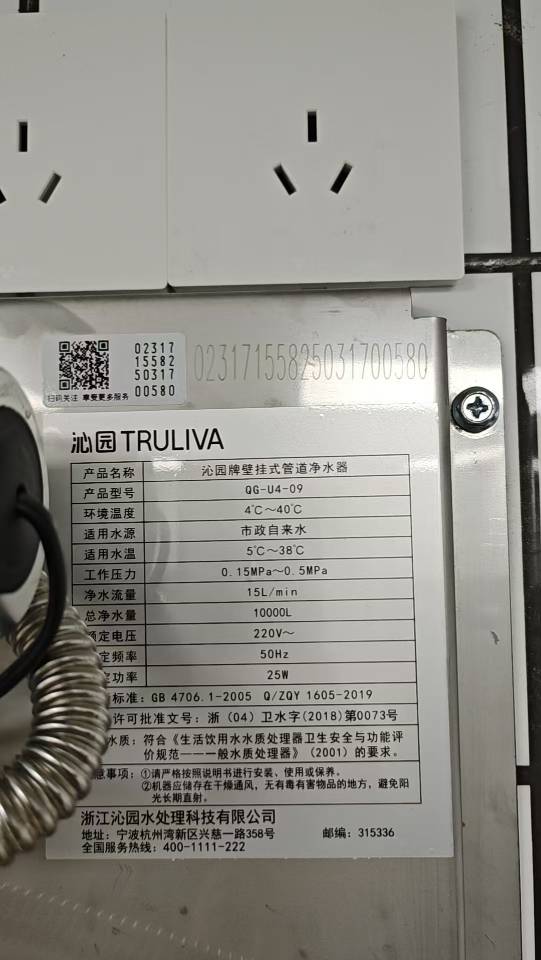 02317
15582
50317
00580
扫码关注 享受更多服务
02317155825031700580
沁园TRULIVA
产品名称 沁园牌壁挂式管道净水器
产品型号 QG-U4-09
环境温度 4℃～40℃
适用水源 市政自来水
适用水温 5℃～38℃
工作压力 0.15MPa～0.5MPa
净水流量 15L/min
总净水量 10000L
额定电压 220V～
定频率 50Hz
功率 25W
标准：GB 4706.1-2005 Q/ZQY 1605-2019
许可批准文号：浙（04）卫水字(2018)第0073号
水质：符合《生活饮用水水质处理器卫生安全与功能评
价规范——一般水质处理器》（2001）的要求。
意事项：①请严格按照说明书进行安装、使用或保养。
②机器应储存在干燥通风，无有毒有害物品的地方，避免阳
光长期直射。
浙江沁园水处理科技有限公司
地址：宁波杭州湾新区兴慈一路358号 邮编：315336
全国服务热线：400-1111-222